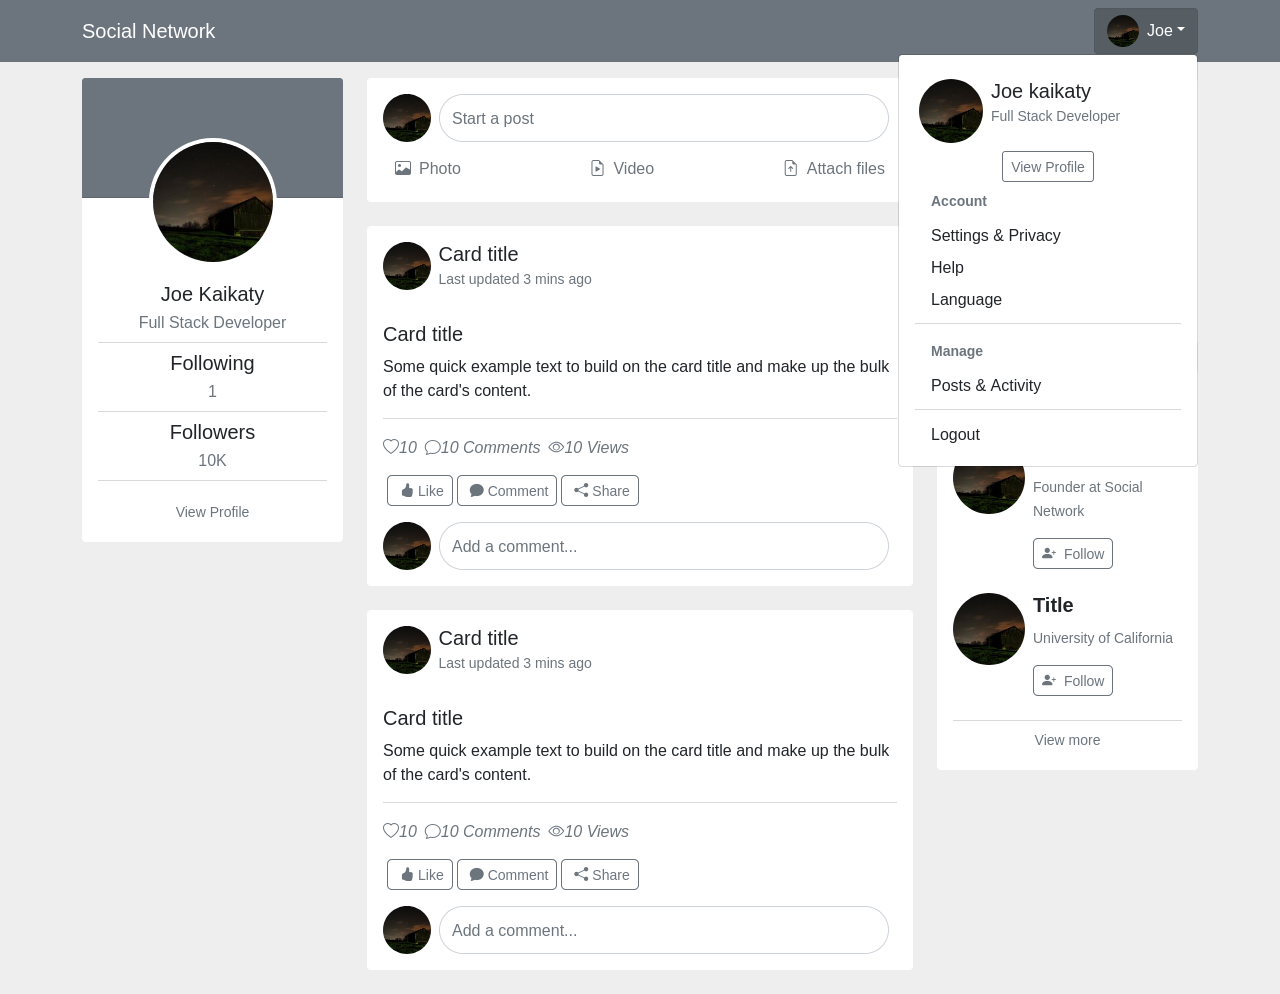 Social Network
Joe
Joe Kaikaty
Full Stack Developer
Following
1
Followers
10K
View Profile
Start a post
Photo
Video
Attach files
Card title
Last updated 3 mins ago
Card title
Some quick example text to build on the card title and make up the bulk
of the card's content.
10 10 Comments 10 Views
Like
Comment
Share
Add a comment...
Card title
Last updated 3 mins ago
Card title
Some quick example text to build on the card title and make up the bulk
of the card's content.
10 10 Comments 10 Views
Like
Comment
Share
Add a comment...
Joe kaikaty
Full Stack Developer
View Profile
Account
Settings & Privacy
Help
Language
Manage
Posts & Activity
Logout
Founder at Social
Network
Follow
Title
University of California
Follow
View more